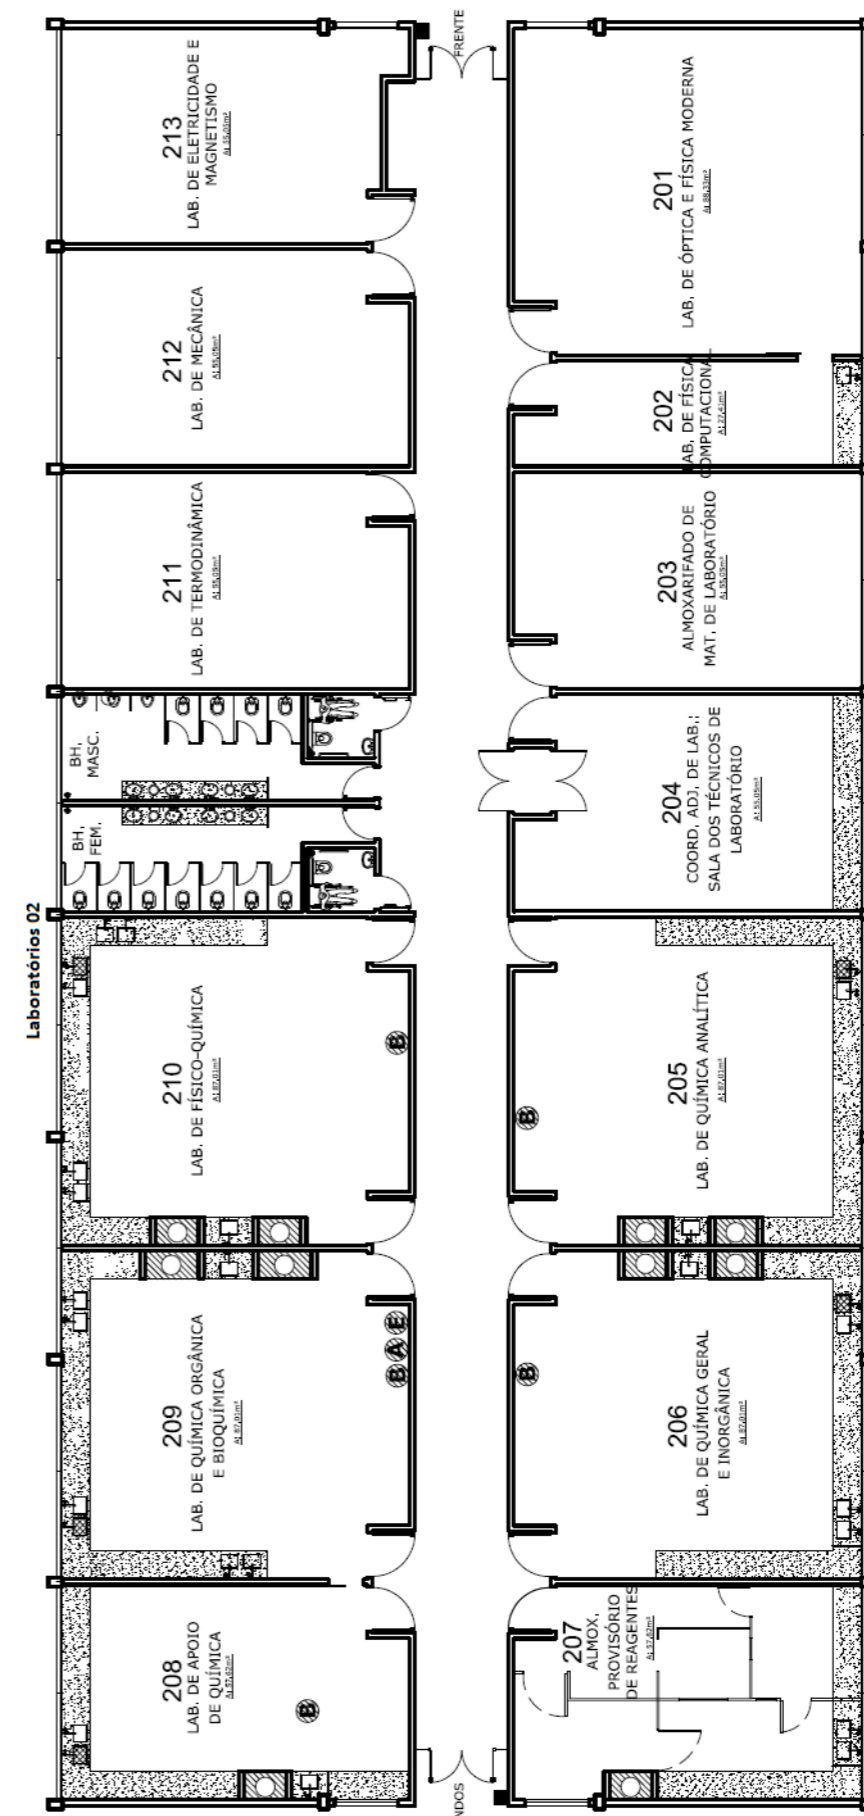 Laboratórios 02
FRENTE
213
LAB. DE ELETRICIDADE E
MAGNETISMO
212
LAB. DE MECÂNICA
211
LAB. DE TERMODINÂMICA
BH.
MASC.
BH.
FEM.
210
LAB. DE FÍSICO-QUÍMICA
B
209
LAB. DE QUÍMICA ORGÂNICA
E BIOQUÍMICA
B A E
208
LAB. DE APOIO
DE QUÍMICA
B
201
LAB. DE ÓPTICA E FÍSICA MODERNA
202
AB. DE FÍSICA
COMPUTACIONAL
203
ALMOXARIFADO DE
MAT. DE LABORATÓRIO
204
COORD. ADJ. DE LAB.;
SALA DOS TÉCNICOS DE
LABORATÓRIO
205
LAB. DE QUÍMICA ANALÍTICA
B
206
LAB. DE QUÍMICA GERAL
E INORGÂNICA
B
207
ALMOX.
PROVISÓRIO
DE REAGENTES
NDOS